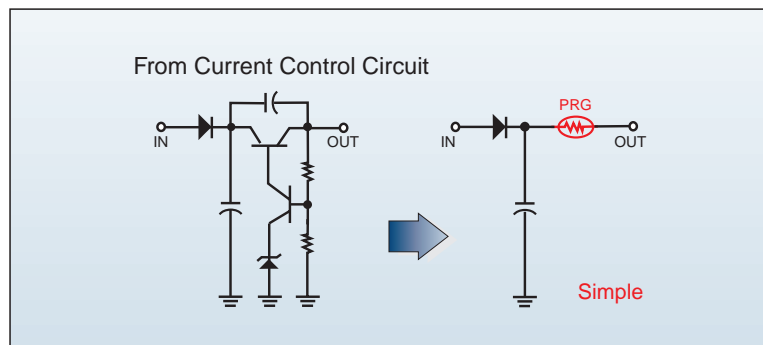 From Current Control Circuit
IN
OUT
PRG
IN
OUT
Simple